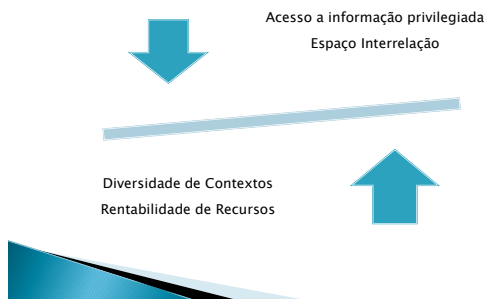 Acesso a informação privilegiada
Espaço Interrelação
Diversidade de Contextos
Rentabilidade de Recursos